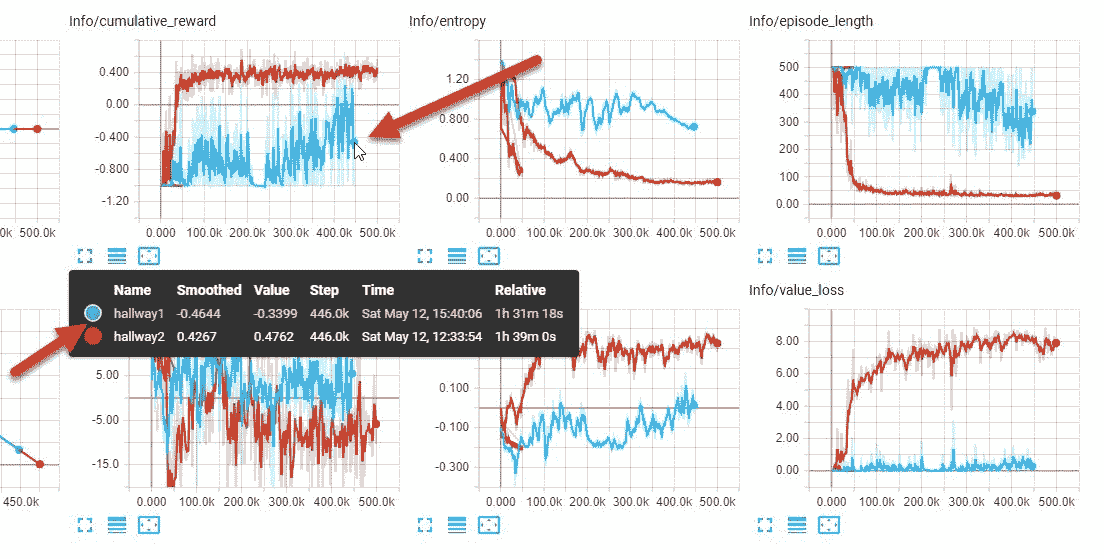 Info/cumulative_reward
0.400
0.00
-0.400
-0.800
-1.20
0k 500.0k
0.000 100.0k 200.0k 300.0k 400.0k 500.0k
Info/entropy
1.20
0.800
0.400
0.00
0.000 100.0k 200.0k 300.0k 400.0k 500.0k
Info/episode_length
500
400
300
200
100
0.00
0.000 100.0k 200.0k 300.0k 400.0k 500.0k
Name Smoothed Value Step Time Relative
hallway1 -0.4644 -0.3399 446.0k Sat May 12, 15:40:06 1h 31m 18s
hallway2 0.4267 0.4762 446.0k Sat May 12, 12:33:54 1h 39m 0s
450.0k
5.00
-5.00
-15.0
0.000 100.0k 200.0k 300.0k 400.0k 500.0k
0.100
-0.100
-0.300
0.000 100.0k 200.0k 300.0k 400.0k 500.0k
Info/value_loss
8.00
6.00
4.00
2.00
0.00
0.000 100.0k 200.0k 300.0k 400.0k 500.0k